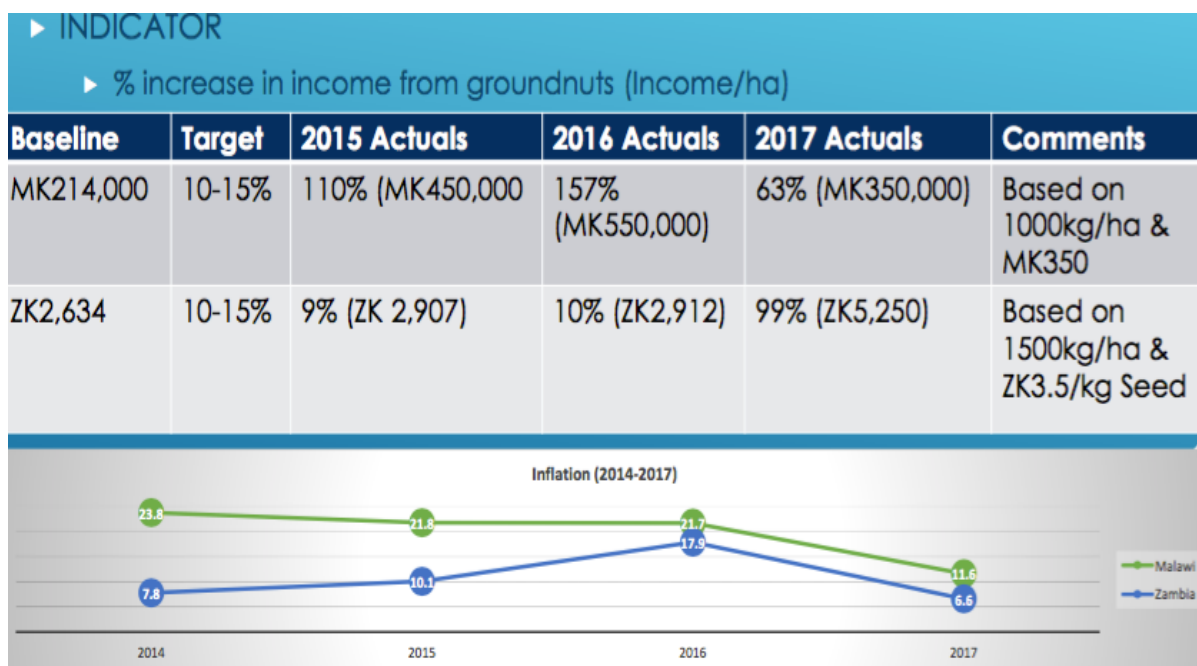 INDICATOR
% increase in income from groundnuts (Income/ha)
Baseline Target 2015 Actuals 2016 Actuals 2017 Actuals Comments
MK214,000 10-15% 110% (MK450,000 157% (MK550,000) 63% (MK350,000) Based on 1000kg/ha & MK350
ZK2,634 10-15% 9% (ZK 2,907) 10% (ZK2,912) 99% (ZK5,250) Based on 1500kg/ha & ZK3.5/kg Seed
Inflation (2014-2017)
23.8 21.8 21.7 11.6
7.8 10.1 17.9 6.6
Malawi
Zambia
2014 2015 2016 2017